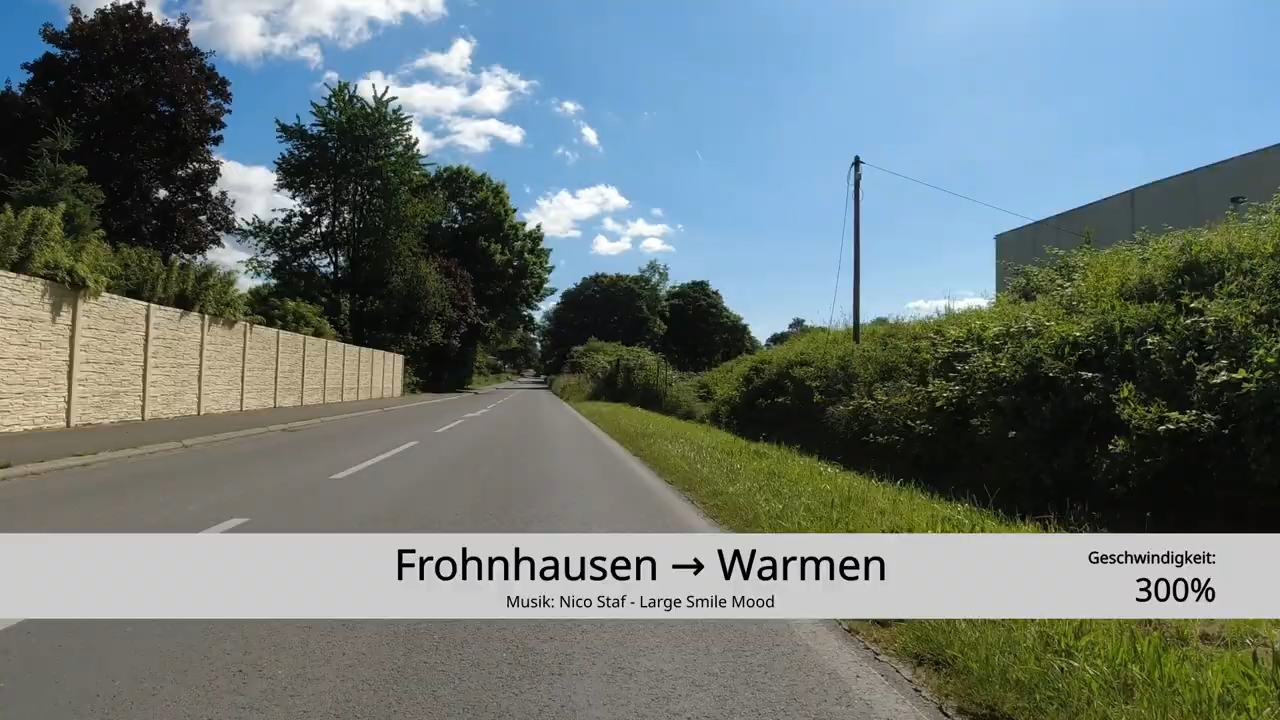 Frohnhausen → Warmen
Musik: Nico Staf - Large Smile Mood
Geschwindigkeit:
300%